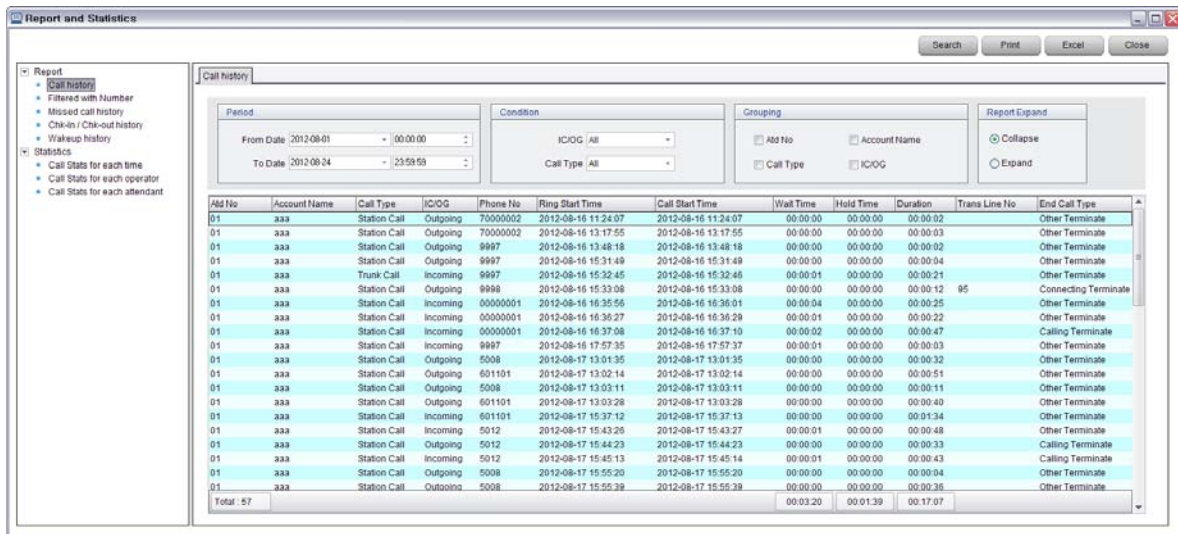 Report and Statistics
Search Print Excel Close
Report
Call history
Filtered with Number
Missed call history
Chk-In / Chk-out history
Wakeup history
Statistics
Call Stats for each time
Call Stats for each operator
Call Stats for each attendant
Call history
Period
From Date 2012-08-01 00:00:00
To Date 2012-08-24 23:59:59
Condition
IC/OG All
Call Type All
Grouping
Atd No Account Name
Call Type IC/OG
Report Expand
Collapse
Expand
Atd No Account Name Call Type IC/OG Phone No Ring Start Time Call Start Time Wait Time Hold Time Duration Trans Line No End Call Type
01 aaa Station Call Outgoing 70000002 2012-08-16 11:24:07 2012-08-16 11:24:07 00:00:00 00:00:00 00:00:02 Other Terminate
01 aaa Station Call Outgoing 70000002 2012-08-16 13:17:55 2012-08-16 13:17:55 00:00:00 00:00:00 00:00:03 Other Terminate
01 aaa Station Call Outgoing 9997 2012-08-16 13:48:18 2012-08-16 13:48:18 00:00:00 00:00:00 00:00:02 Other Terminate
01 aaa Station Call Outgoing 9997 2012-08-16 15:31:49 2012-08-16 15:31:49 00:00:00 00:00:00 00:00:04 Other Terminate
01 aaa Trunk Call Incoming 9997 2012-08-16 15:32:45 2012-08-16 15:32:46 00:00:01 00:00:00 00:00:21 Other Terminate
01 aaa Station Call Outgoing 9998 2012-08-16 15:33:08 2012-08-16 15:33:08 00:00:00 00:00:00 00:00:12 95 Connecting Terminate
01 aaa Station Call Incoming 00000001 2012-08-16 16:35:56 2012-08-16 16:36:01 00:00:04 00:00:00 00:00:25 Other Terminate
01 aaa Station Call Incoming 00000001 2012-08-16 16:36:27 2012-08-16 16:36:29 00:00:01 00:00:00 00:00:22 Other Terminate
01 aaa Station Call Incoming 00000001 2012-08-16 16:37:08 2012-08-16 16:37:10 00:00:02 00:00:00 00:00:47 Calling Terminate
01 aaa Station Call Incoming 9997 2012-08-16 17:57:35 2012-08-16 17:57:37 00:00:01 00:00:00 00:00:03 Other Terminate
01 aaa Station Call Outgoing 5008 2012-08-17 13:01:35 2012-08-17 13:01:35 00:00:00 00:00:00 00:00:32 Other Terminate
01 aaa Station Call Outgoing 601101 2012-08-17 13:02:14 2012-08-17 13:02:14 00:00:00 00:00:00 00:00:51 Other Terminate
01 aaa Station Call Outgoing 5008 2012-08-17 13:03:11 2012-08-17 13:03:11 00:00:00 00:00:00 00:00:11 Other Terminate
01 aaa Station Call Outgoing 601101 2012-08-17 13:03:28 2012-08-17 13:03:28 00:00:00 00:00:00 00:00:40 Other Terminate
01 aaa Station Call Incoming 601101 2012-08-17 15:37:12 2012-08-17 15:37:13 00:00:00 00:00:00 00:01:34 Other Terminate
01 aaa Station Call Incoming 5012 2012-08-17 15:43:26 2012-08-17 15:43:27 00:00:01 00:00:00 00:00:48 Other Terminate
01 aaa Station Call Outgoing 5012 2012-08-17 15:44:23 2012-08-17 15:44:23 00:00:00 00:00:00 00:00:33 Calling Terminate
01 aaa Station Call Incoming 5012 2012-08-17 15:45:13 2012-08-17 15:45:14 00:00:01 00:00:00 00:00:43 Calling Terminate
01 aaa Station Call Outgoing 5008 2012-08-17 15:55:20 2012-08-17 15:55:20 00:00:00 00:00:00 00:00:04 Other Terminate
01 aaa Station Call Outgoing 5008 2012-08-17 15:55:39 2012-08-17 15:55:39 00:00:00 00:00:00 00:00:36 Other Terminate
Total : 57 00:03:20 00:01:39 00:17:07